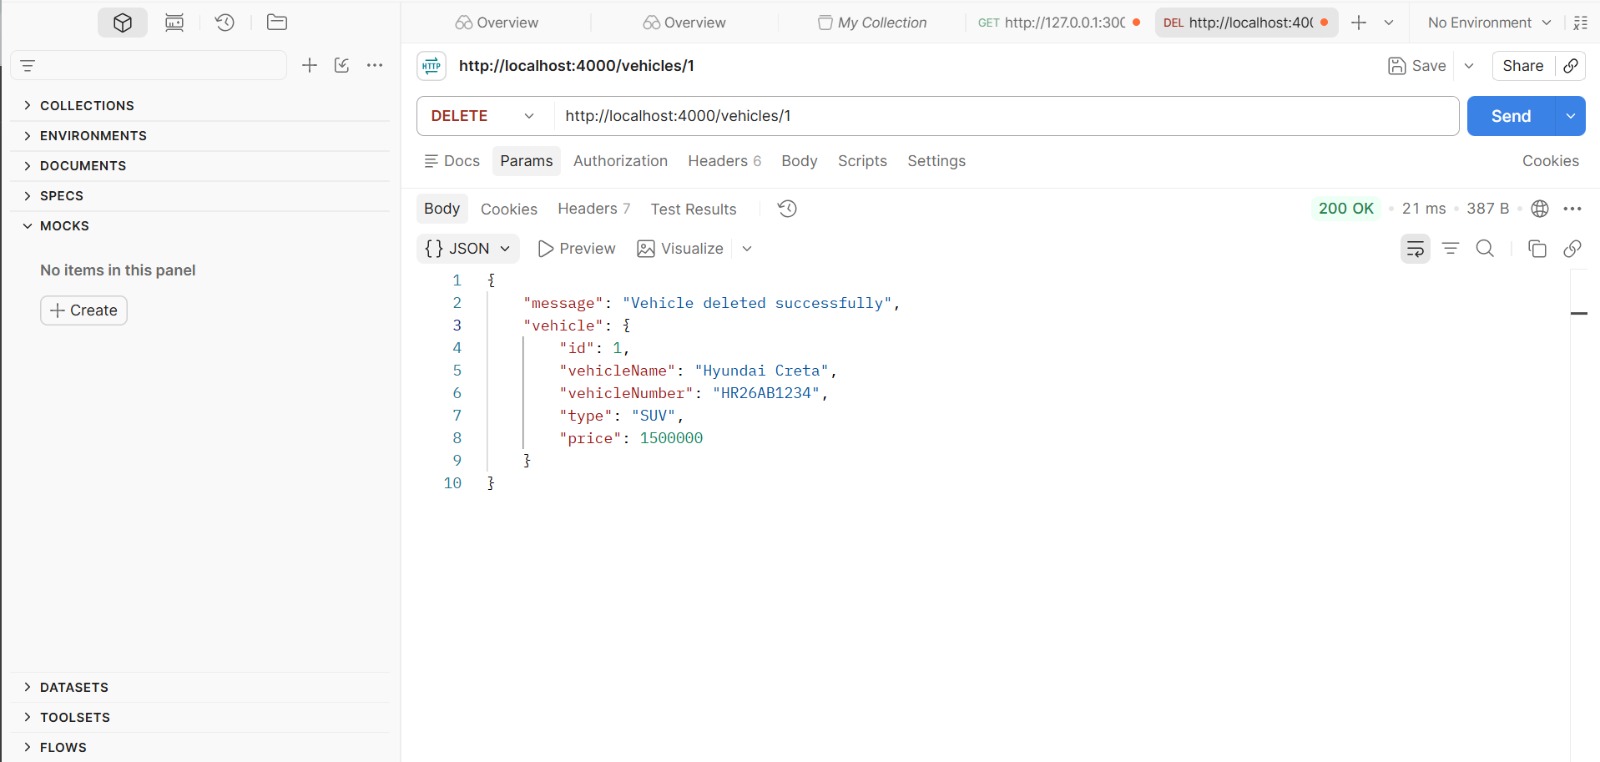 Overview
Overview
My Collection
GET http://127.0.0.1:300
DEL http://localhost:400
No Environment
HTTP http://localhost:4000/vehicles/1
Save
Share
COLLECTIONS
ENVIRONMENTS
DOCUMENTS
SPECS
MOCKS
No items in this panel
Create
DATASETS
TOOLSETS
FLOWS
DELETE http://localhost:4000/vehicles/1 Send
Docs Params Authorization Headers 6 Body Scripts Settings Cookies
Body Cookies Headers 7 Test Results 200 OK • 21 ms • 387 B •
{} JSON Preview Visualize
1 {
2 "message": "Vehicle deleted successfully",
3 "vehicle": {
4 "id": 1,
5 "vehicleName": "Hyundai Creta",
6 "vehicleNumber": "HR26AB1234",
7 "type": "SUV",
8 "price": 1500000
9 }
10 }